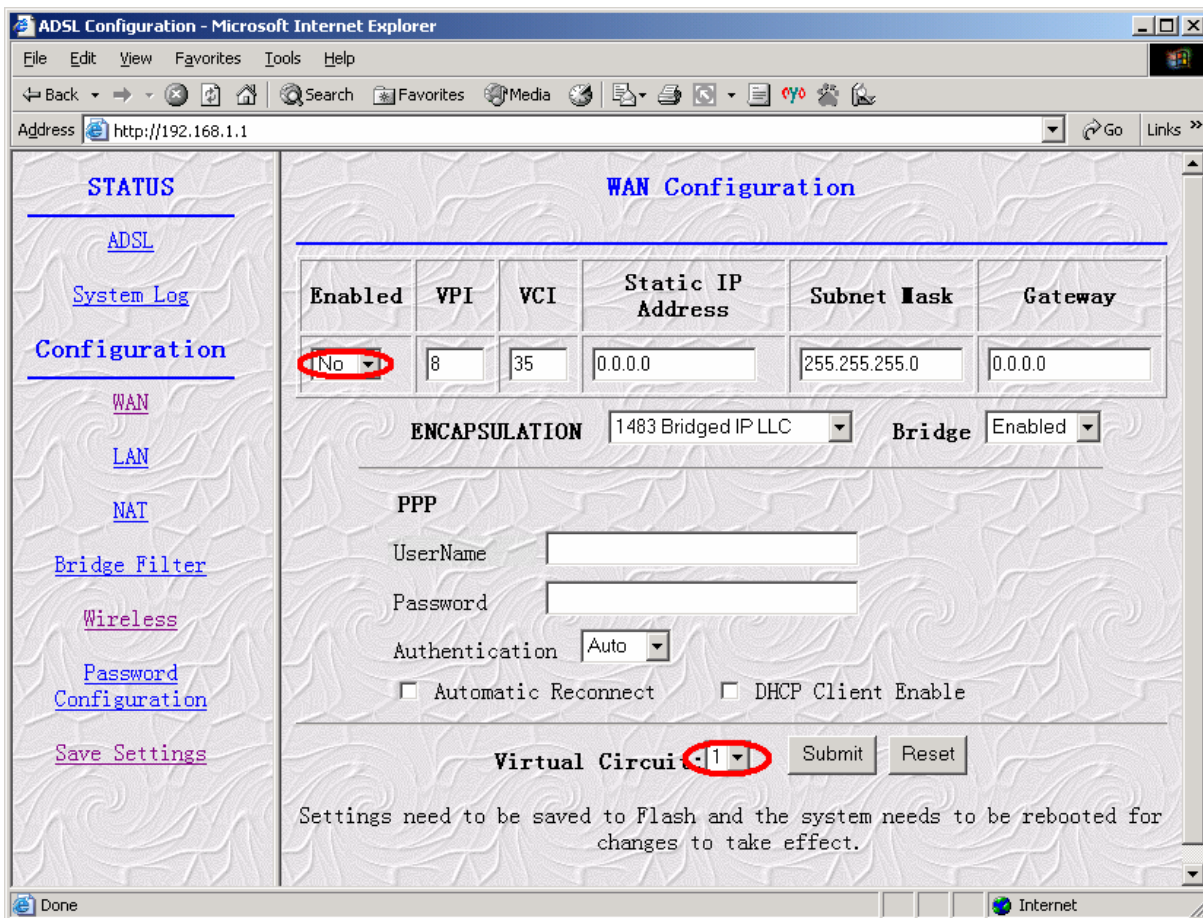 ADSL Configuration - Microsoft Internet Explorer
File Edit View Favorites Tools Help
Back Search Favorites Media
Address http://192.168.1.1 Go Links »
STATUS
ADSL
System Log
Configuration
WAN
LAN
NAT
Bridge Filter
Wireless
Password
Configuration
Save Settings
WAN Configuration
Enabled VPI VCI Static IP Address Subnet Mask Gateway
No 8 35 0.0.0.0 255.255.255.0 0.0.0.0
ENCAPSULATION 1483 Bridged IP LLC Bridge Enabled
PPP
UserName
Password
Authentication Auto
Automatic Reconnect DHCP Client Enable
Virtual Circuit: 1 Submit Reset
Settings need to be saved to Flash and the system needs to be rebooted for
changes to take effect.
Done Internet